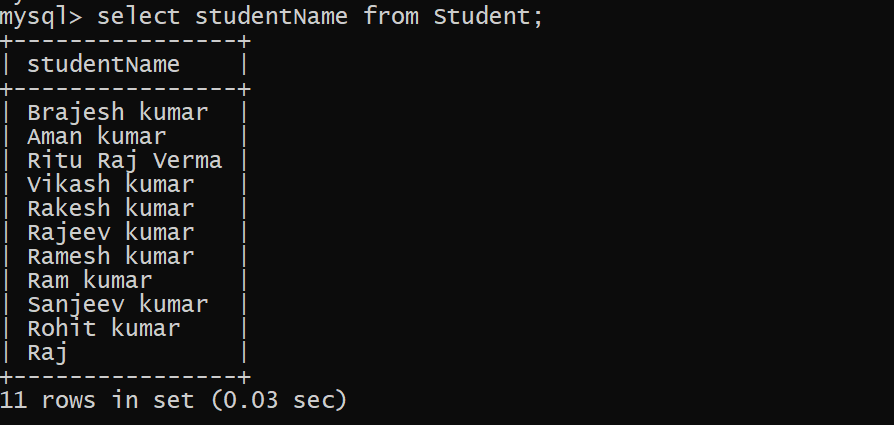 mysql> select studentName from Student;
+----------------+
| studentName    |
+----------------+
| Brajesh kumar  |
| Aman kumar     |
| Ritu Raj Verma |
| Vikash kumar   |
| Rakesh kumar   |
| Rajeev kumar   |
| Ramesh kumar   |
| Ram kumar      |
| Sanjeev kumar  |
| Rohit kumar    |
| Raj            |
+----------------+
11 rows in set (0.03 sec)